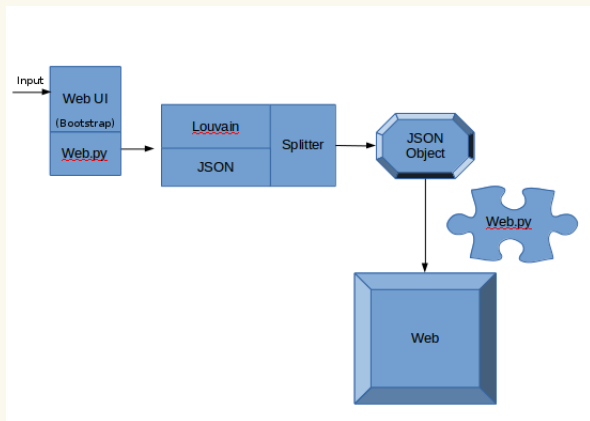 Input
Web UI
(Bootstrap)
Web.py
Louvain
JSON
Splitter
JSON
Object
Web.py
Web